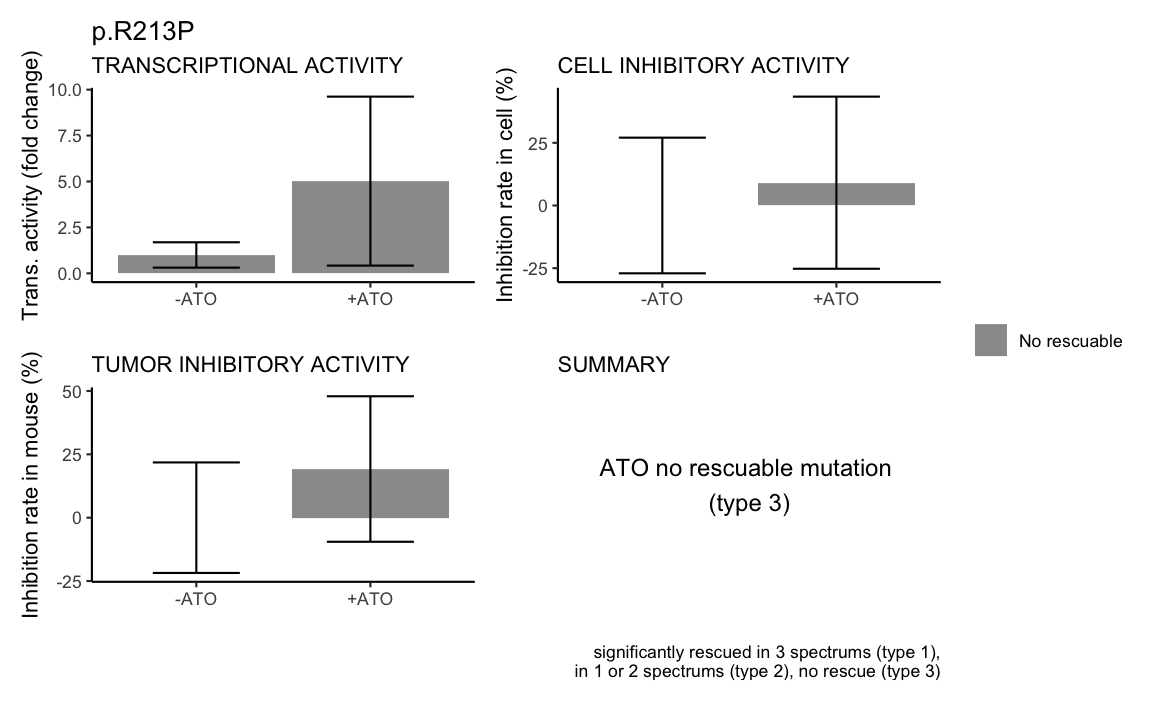 p.R213P
TRANSCRIPTIONAL ACTIVITY
Trans. activity (fold change)
10.0
7.5
5.0
2.5
0.0
-ATO
+ATO
CELL INHIBITORY ACTIVITY
Inhibition rate in cell (%)
25
0
-25
-ATO
+ATO
No rescuable
TUMOR INHIBITORY ACTIVITY
Inhibition rate in mouse (%)
50
25
0
-25
-ATO
+ATO
SUMMARY
ATO no rescuable mutation
(type 3)
significantly rescued in 3 spectrums (type 1),
in 1 or 2 spectrums (type 2), no rescue (type 3)